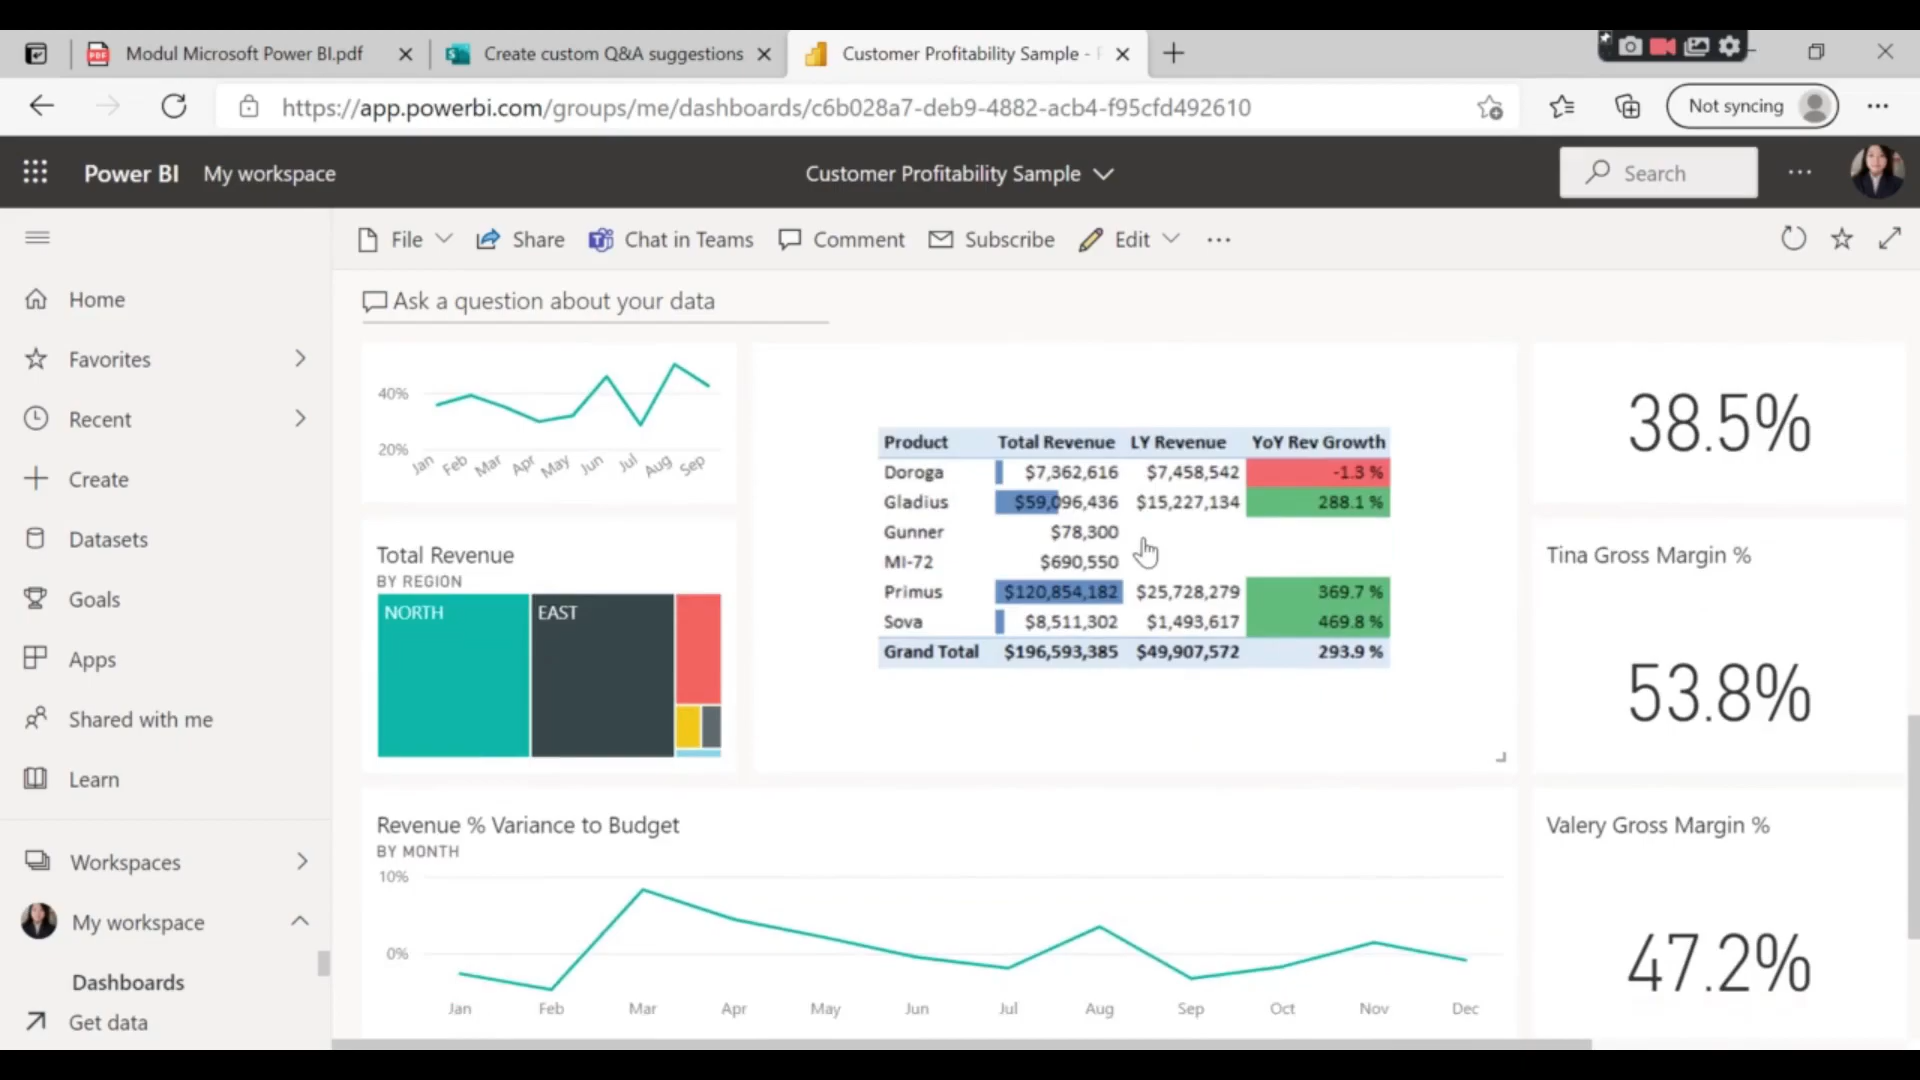 Modul Microsoft Power BI.pdf
Create custom Q&A suggestions
Customer Profitability Sample -
https://app.powerbi.com/groups/me/dashboards/c6b028a7-deb9-4882-acb4-f95cfd492610
Not syncing
Power BI
My workspace
Customer Profitability Sample
Search
File
Share
Chat in Teams
Comment
Subscribe
Edit
Home
Favorites
Recent
Create
Datasets
Goals
Apps
Shared with me
Learn
Workspaces
My workspace
Dashboards
Get data
Ask a question about your data
40%
20%
Jan Feb Mar Apr May Jun Jul Aug Sep
Product Total Revenue LY Revenue YoY Rev Growth
Doroga $7,362,616 $7,458,542 -1.3 %
Gladius $59,096,436 $15,227,134 288.1 %
Gunner $78,300
MI-72 $690,550
Primus $120,854,182 $25,728,279 369.7 %
Sova $8,511,302 $1,493,617 469.8 %
Grand Total $196,593,385 $49,907,572 293.9 %
38.5%
Total Revenue
BY REGION
NORTH
EAST
Tina Gross Margin %
53.8%
Revenue % Variance to Budget
BY MONTH
10%
0%
Jan Feb Mar Apr May Jun Jul Aug Sep Oct Nov Dec
Valery Gross Margin %
47.2%